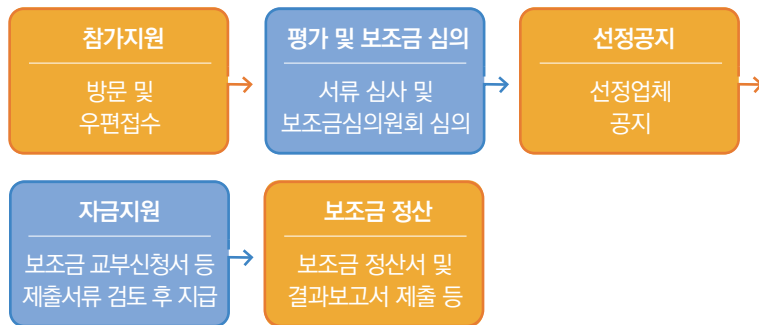 참가지원
방문 및
우편접수
평가 및 보조금 심의
서류 심사 및
보조금심의원회 심의
선정공지
선정업체
공지
자금지원
보조금 교부신청서 등
제출서류 검토 후 지급
보조금 정산
보조금 정산서 및
결과보고서 제출 등